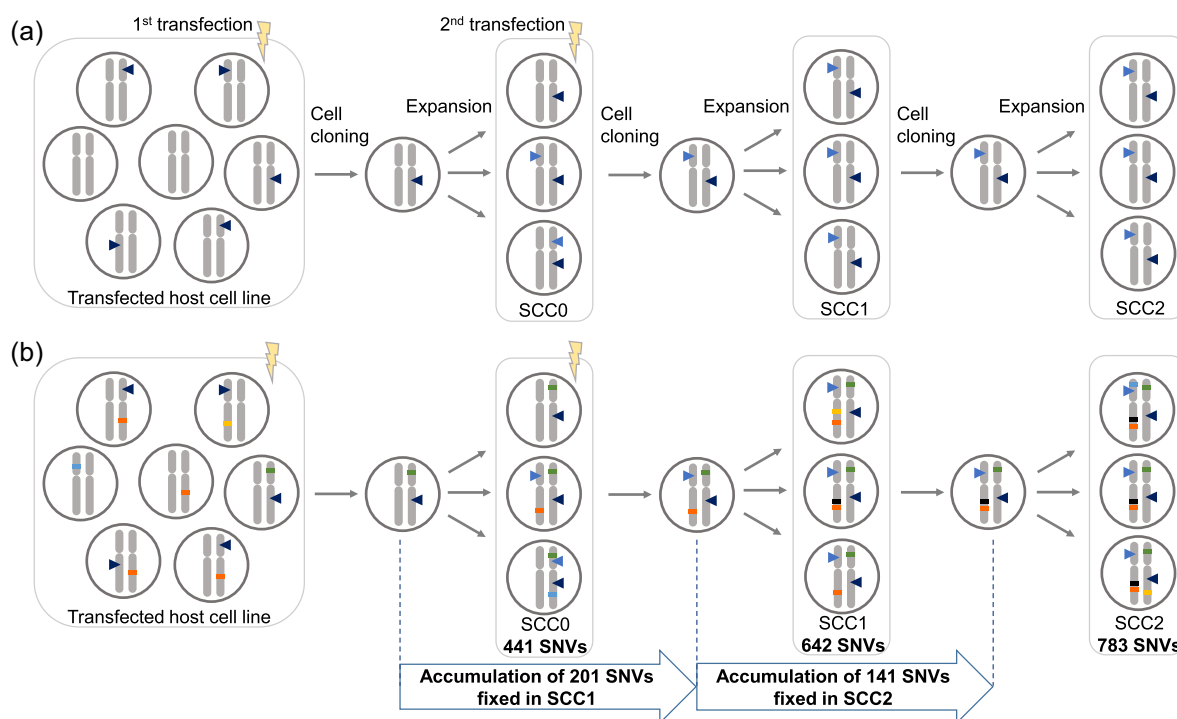 (a)
1st transfection
2nd transfection
Cell
cloning
Expansion
Cell
cloning
Expansion
Cell
cloning
Expansion
Transfected host cell line
SCC0
SCC1
SCC2
(b)
Transfected host cell line
SCC0
441 SNVs
SCC1
642 SNVs
SCC2
783 SNVs
Accumulation of 201 SNVs
fixed in SCC1
Accumulation of 141 SNVs
fixed in SCC2